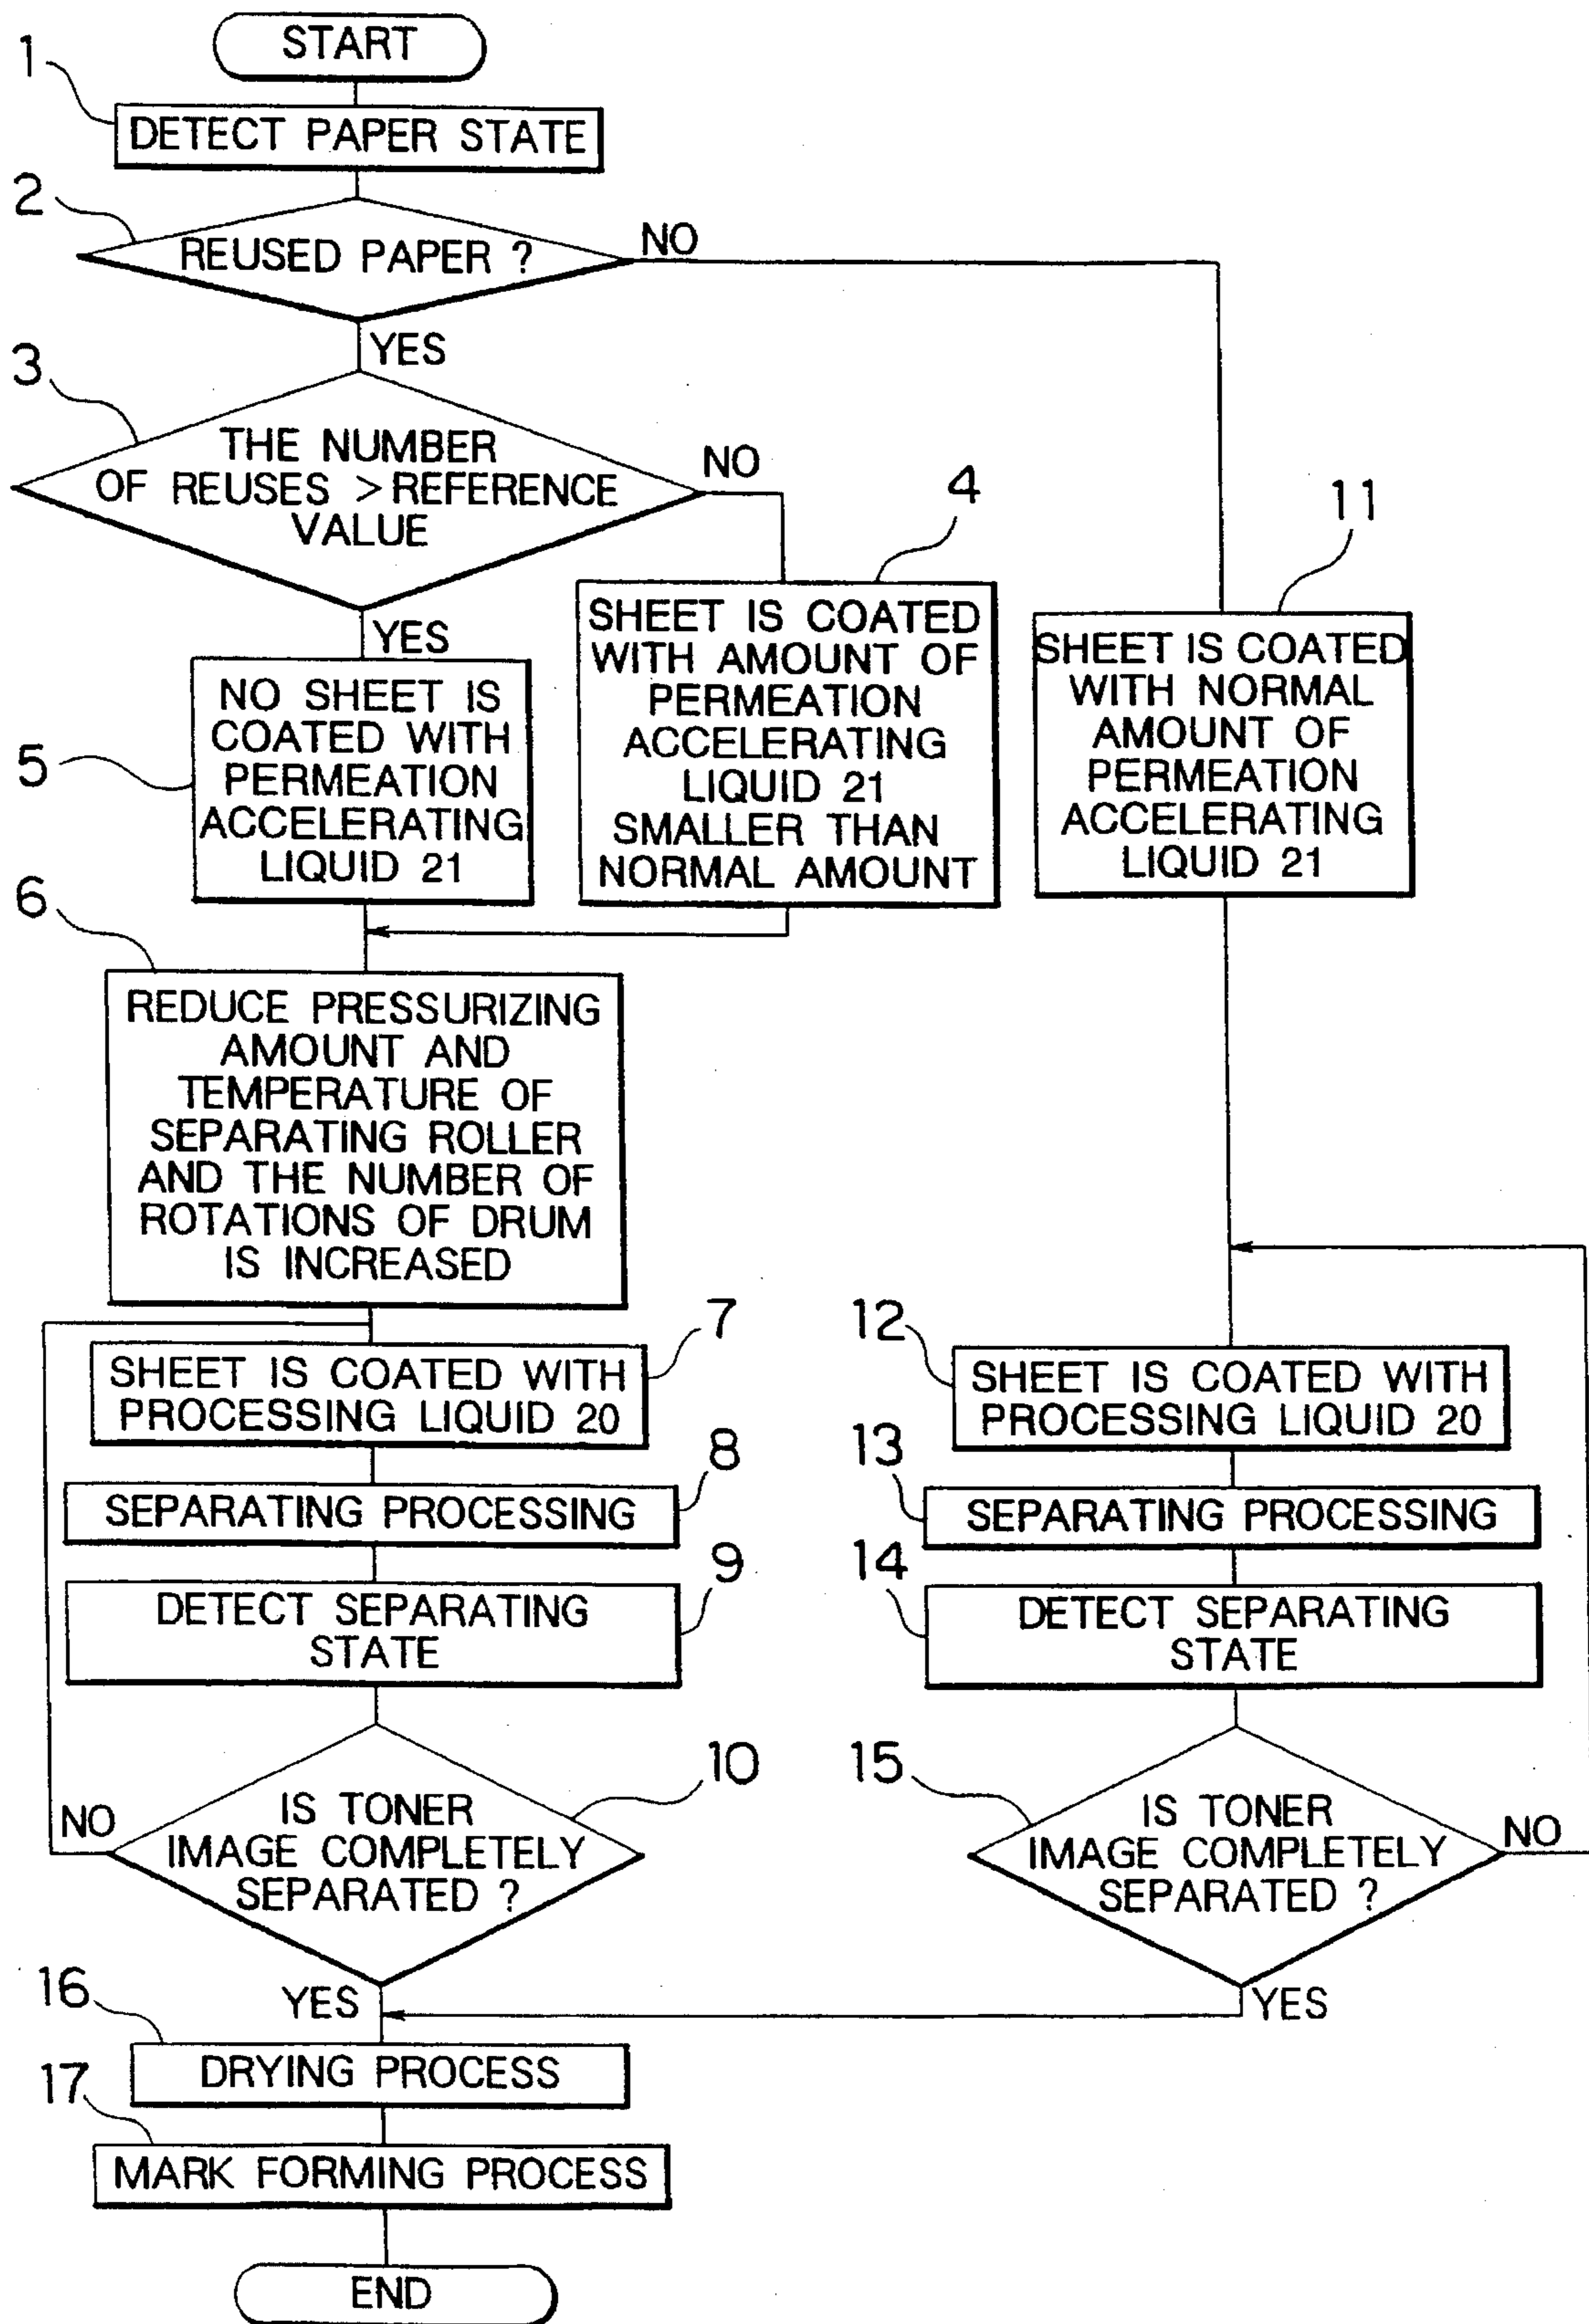 START
1
DETECT PAPER STATE
2
REUSED PAPER ?
NO
YES
3
THE NUMBER
OF REUSES > REFERENCE
VALUE
NO
YES
4
SHEET IS COATED
WITH AMOUNT OF
PERMEATION
ACCELERATING
LIQUID 21
SMALLER THAN
NORMAL AMOUNT
11
SHEET IS COATED
WITH NORMAL
AMOUNT OF
PERMEATION
ACCELERATING
LIQUID 21
5
NO SHEET IS
COATED WITH
PERMEATION
ACCELERATING
LIQUID 21
6
REDUCE PRESSURIZING
AMOUNT AND
TEMPERATURE OF
SEPARATING ROLLER
AND THE NUMBER OF
ROTATIONS OF DRUM
IS INCREASED
7
SHEET IS COATED WITH
PROCESSING LIQUID 20
8
SEPARATING PROCESSING
9
DETECT SEPARATING
STATE
10
IS TONER
IMAGE COMPLETELY
SEPARATED ?
NO
YES
12
SHEET IS COATED WITH
PROCESSING LIQUID 20
13
SEPARATING PROCESSING
14
DETECT SEPARATING
STATE
15
IS TONER
IMAGE COMPLETELY
SEPARATED ?
NO
YES
16
DRYING PROCESS
17
MARK FORMING PROCESS
END